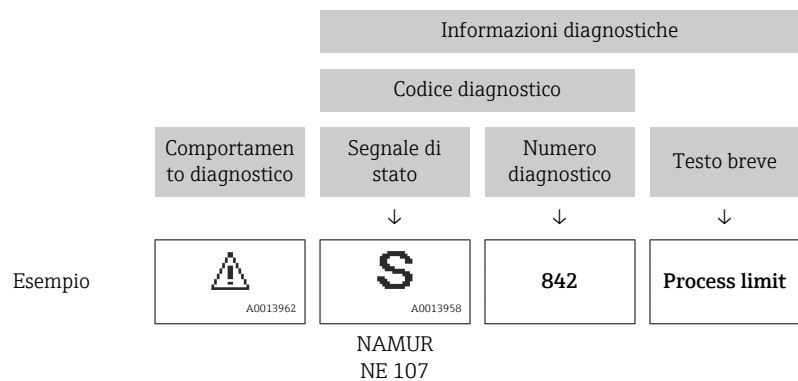 Informazioni diagnostiche
Codice diagnostico
Comportamen
to diagnostico
Segnale di
stato
Numero
diagnostico
Testo breve
↓ ↓ ↓
Esempio
A0013962
S
A0013958
842
Process limit
NAMUR
NE 107